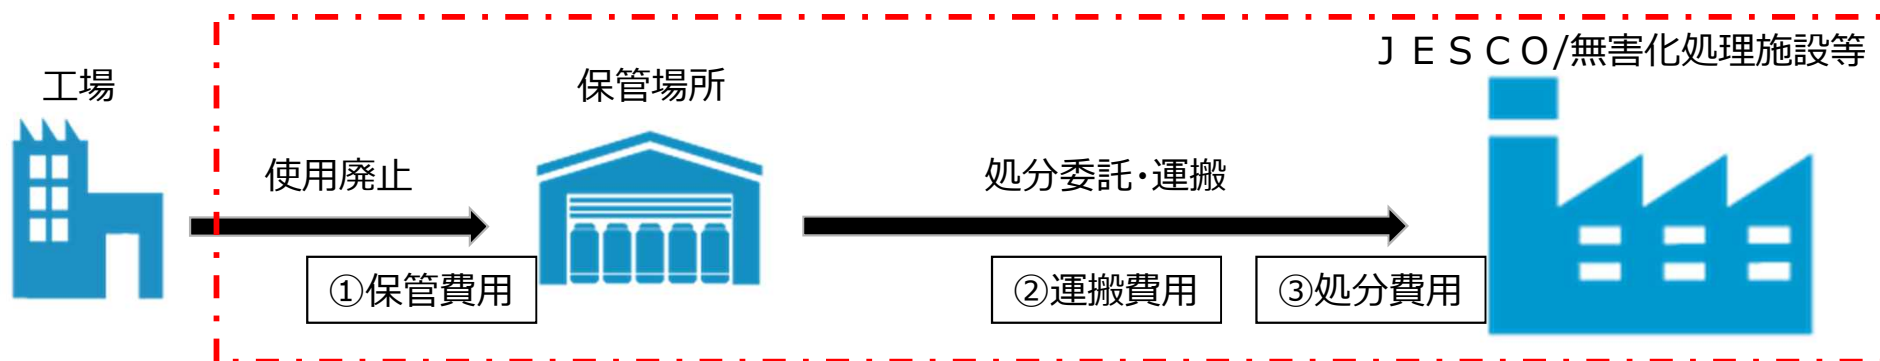 ＪＥＳＣＯ/無害化処理施設等
工場
保管場所
使用廃止
処分委託・運搬
①保管費用
②運搬費用
③処分費用